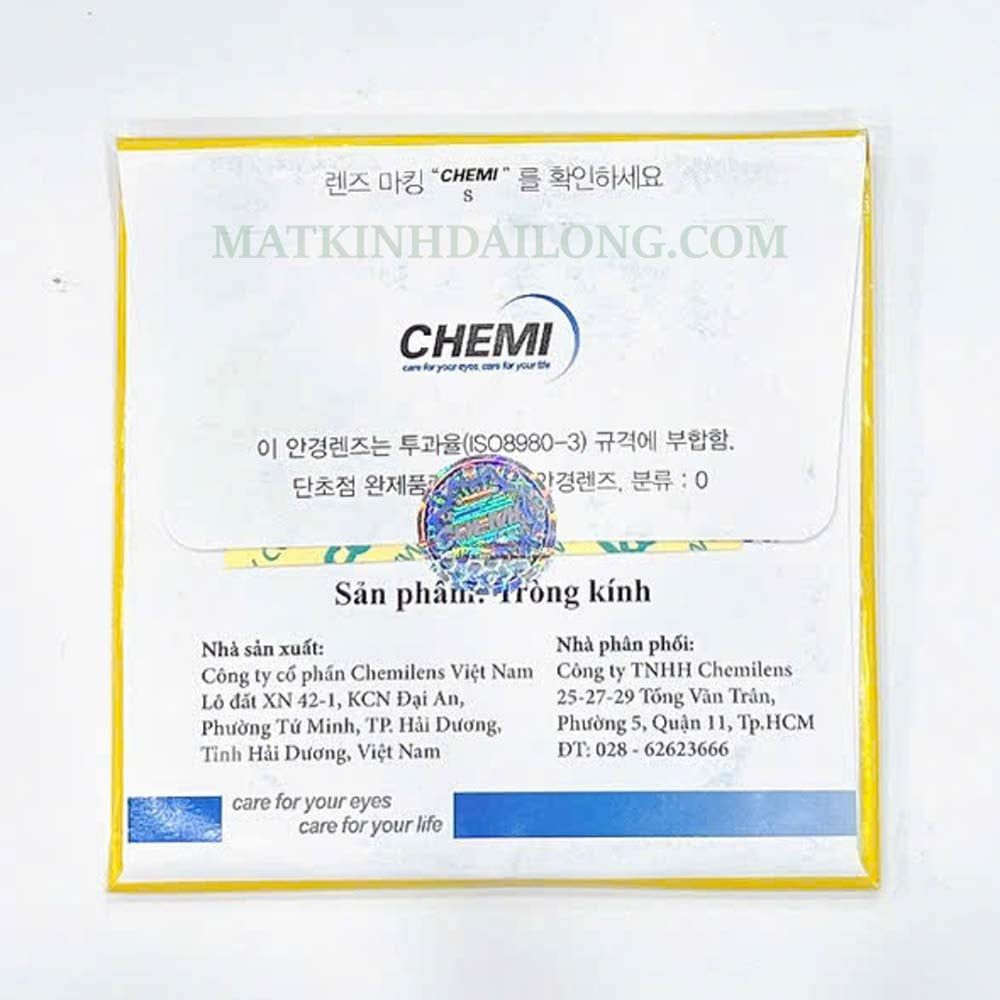 렌즈 마킹 "CHEMI" 를 확인하세요
S
MATKINHDAILONG.COM
CHEMI
care for your eyes, care for your life
이 안경렌즈는 투과율(ISO8980-3) 규격에 부합함.
단초점 완제품 안경렌즈, 분류 : 0
CHEMI
Sản phẩm: Tròng kính
Nhà sản xuất:
Công ty cổ phần Chemilens Việt Nam
Lô đất XN 42-1, KCN Đại An,
Phường Tứ Minh, TP. Hải Dương,
Tỉnh Hải Dương, Việt Nam
Nhà phân phối:
Công ty TNHH Chemilens
25-27-29 Tống Văn Trân,
Phường 5, Quận 11, Tp.HCM
ĐT: 028 - 62623666
care for your eyes
care for your life